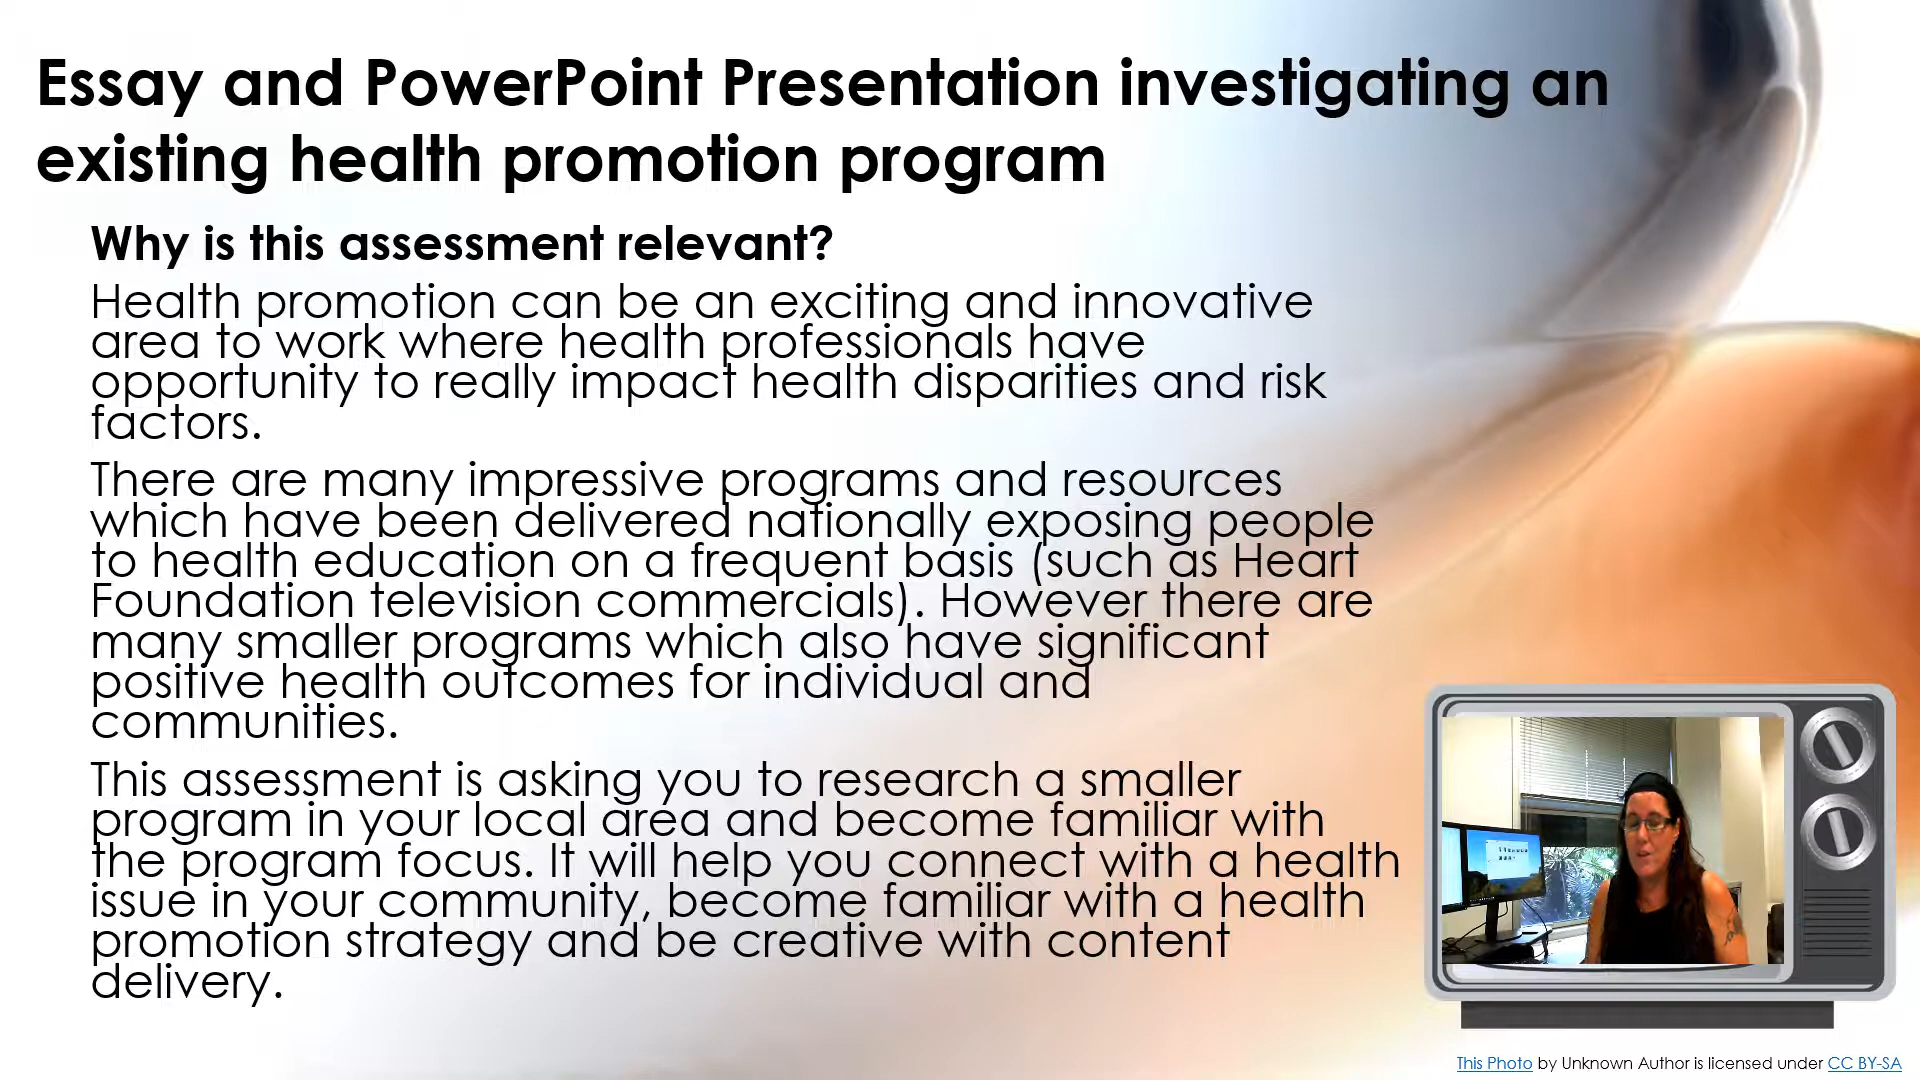 Essay and PowerPoint Presentation investigating an
existing health promotion program
Why is this assessment relevant?
Health promotion can be an exciting and innovative
area to work where health professionals have
opportunity to really impact health disparities and risk
factors.
There are many impressive programs and resources
which have been delivered nationally exposing people
to health education on a frequent basis (such as Heart
Foundation television commercials). However there are
many smaller programs which also have significant
positive health outcomes for individual and
communities.
This assessment is asking you to research a smaller
program in your local area and become familiar with
the program focus. It will help you connect with a health
issue in your community, become familiar with a health
promotion strategy and be creative with content
delivery.
This Photo by Unknown Author is licensed under CC BY-SA